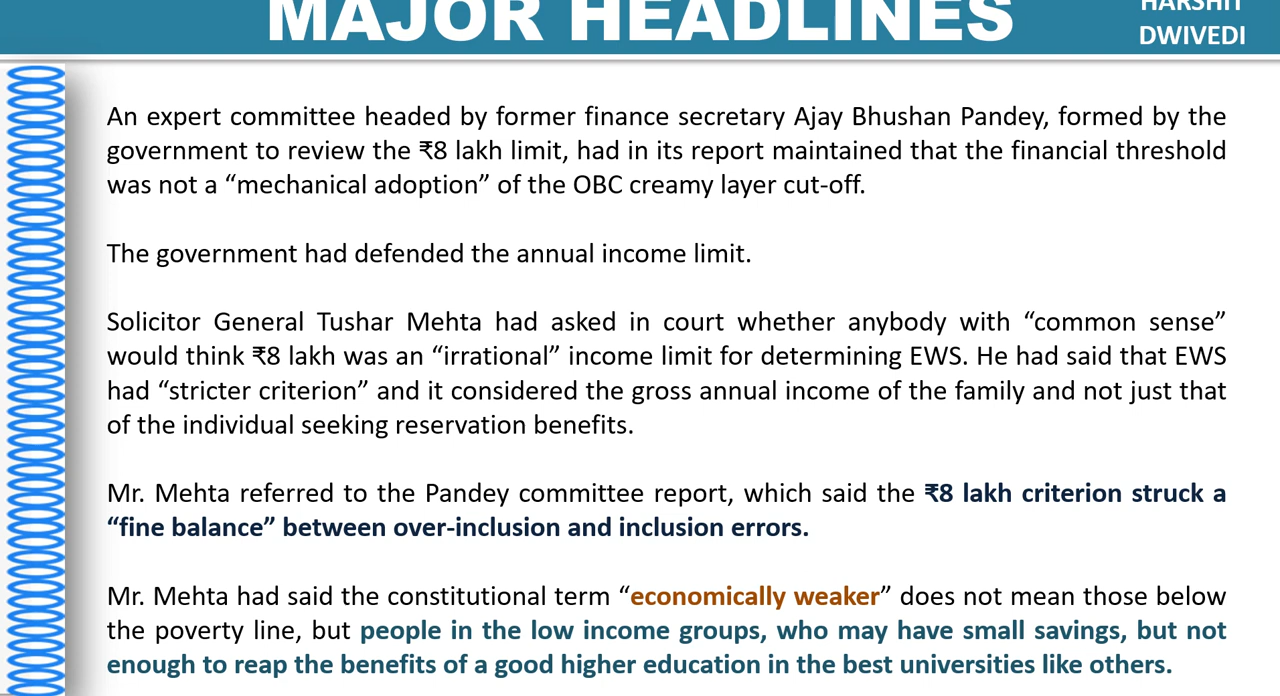 MAJOR HEADLINES
HARSHIT
DWIVEDI
An expert committee headed by former finance secretary Ajay Bhushan Pandey, formed by the
government to review the ₹8 lakh limit, had in its report maintained that the financial threshold
was not a “mechanical adoption” of the OBC creamy layer cut-off.
The government had defended the annual income limit.
Solicitor General Tushar Mehta had asked in court whether anybody with “common sense”
would think ₹8 lakh was an “irrational” income limit for determining EWS. He had said that EWS
had “stricter criterion” and it considered the gross annual income of the family and not just that
of the individual seeking reservation benefits.
Mr. Mehta referred to the Pandey committee report, which said the ₹8 lakh criterion struck a
“fine balance” between over-inclusion and inclusion errors.
Mr. Mehta had said the constitutional term “economically weaker” does not mean those below
the poverty line, but people in the low income groups, who may have small savings, but not
enough to reap the benefits of a good higher education in the best universities like others.